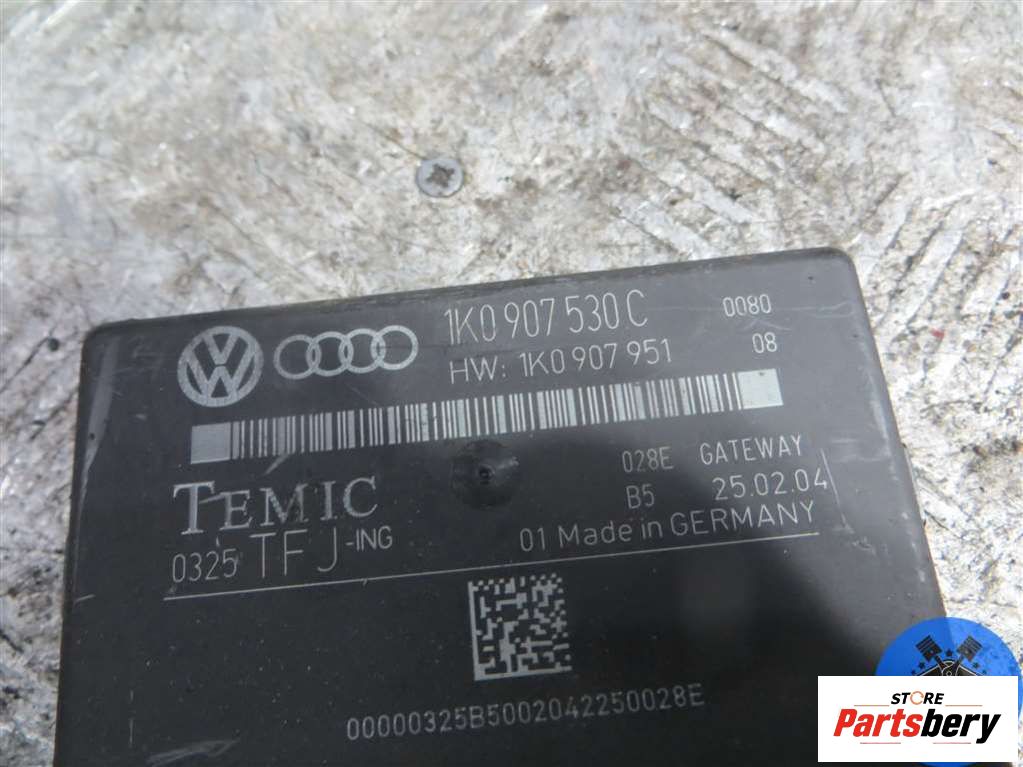 1K0 907 530 C 0080
HW: 1K0 907 951 08
TEMIC
028E GATEWAY
B5 25.02.04
0325 TFJ-ING
01 Made in GERMANY
00000325B5002042250028E
STORE
Partsbery